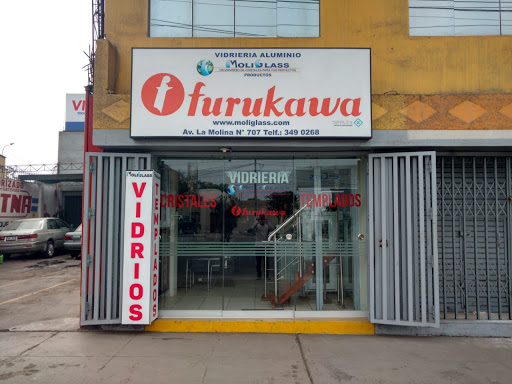 VIDRIERIA ALUMINIO
MOLIGLASS
PRODUCTOS
furukawa
www.moliglass.com
Av. La Molina N° 707 Telf.: 349 0268
VIDRIERIA
CRISTALES
TEMPLADOS
furukawa
MOLIGLASS
VIDRIOS
TEMPLADOS